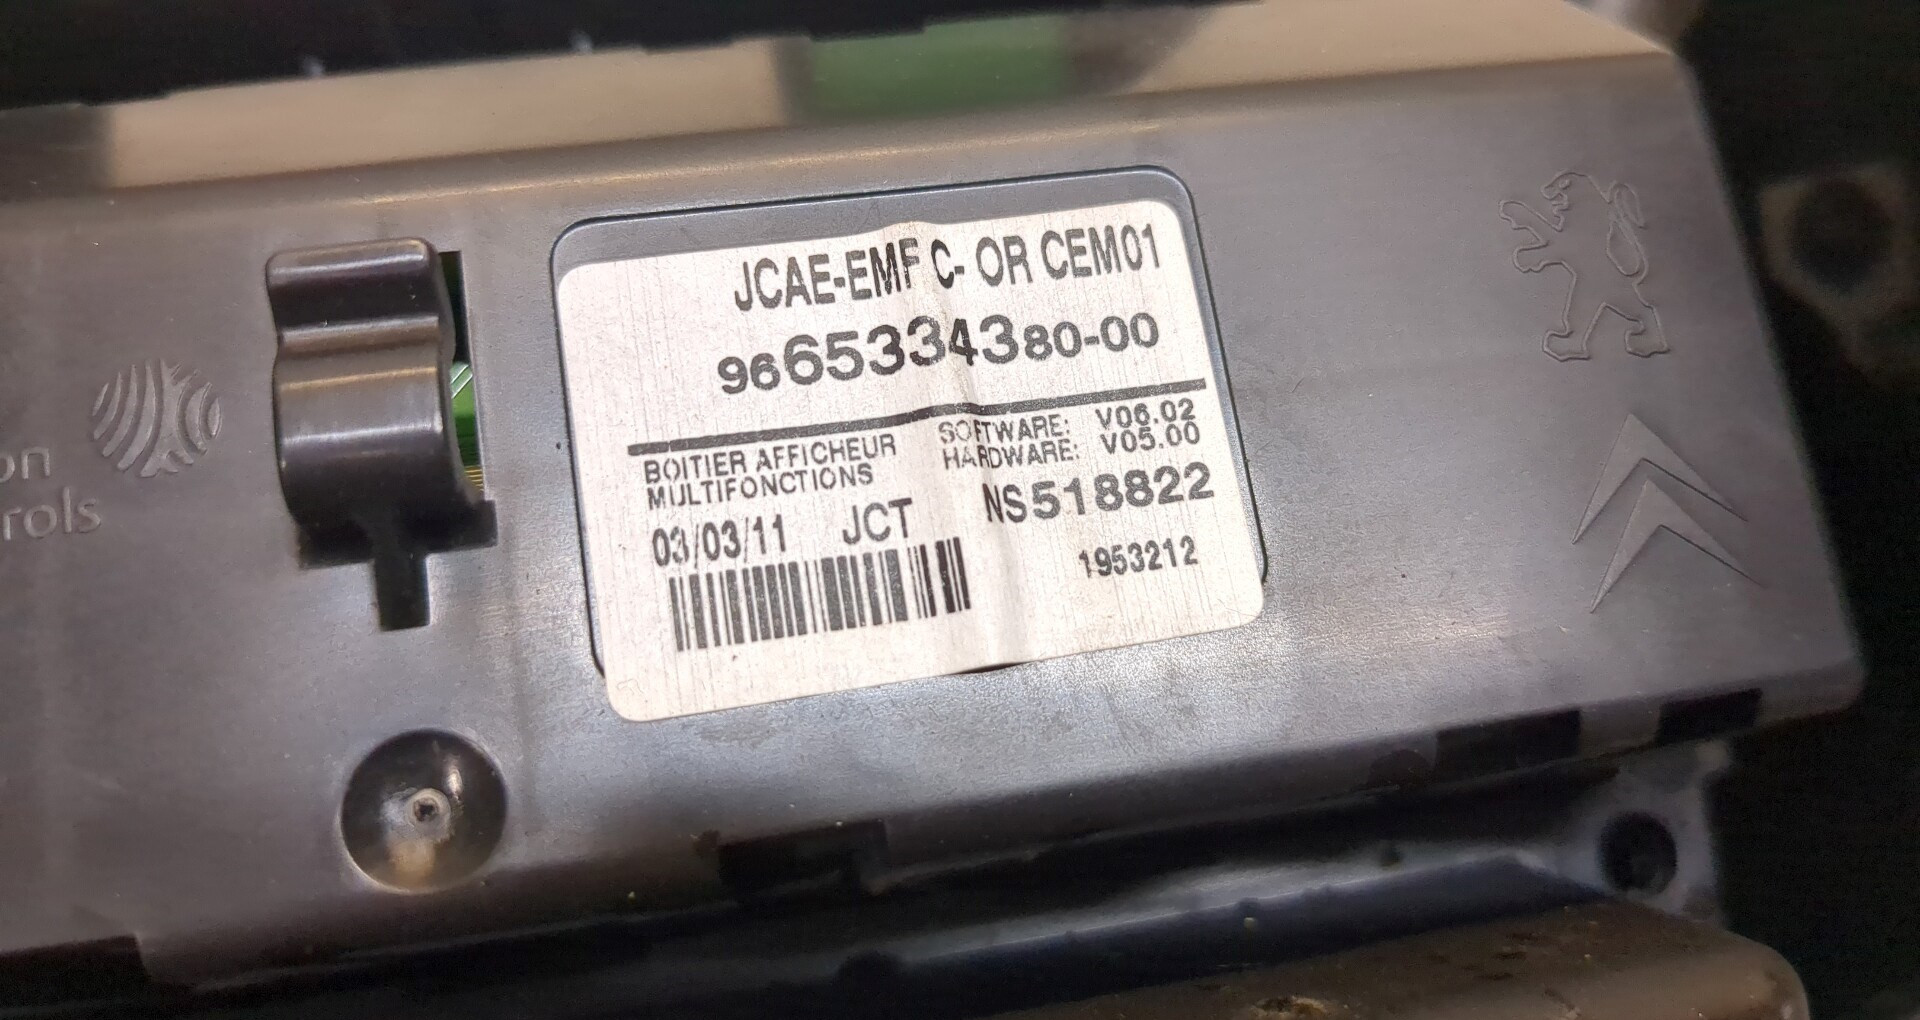 JCAE-EMF C- OR CEM01
9665334380-00
BOITIER AFFICHEUR
MULTIFONCTIONS
SOFTWARE: V06.02
HARDWARE: V05.00
03/03/11 JCT NS518822
1953212
on
rols